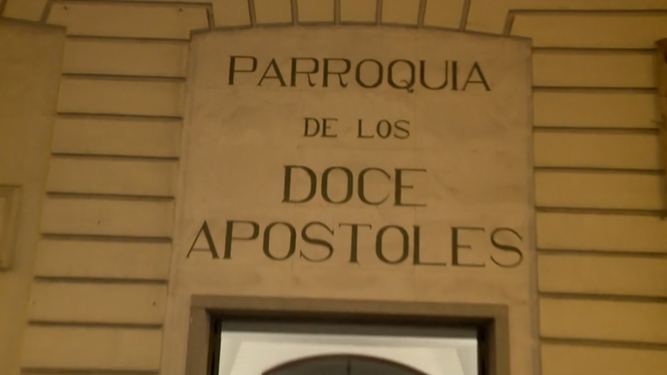 PARROQUIA
DE LOS
DOCE
APOSTOLES